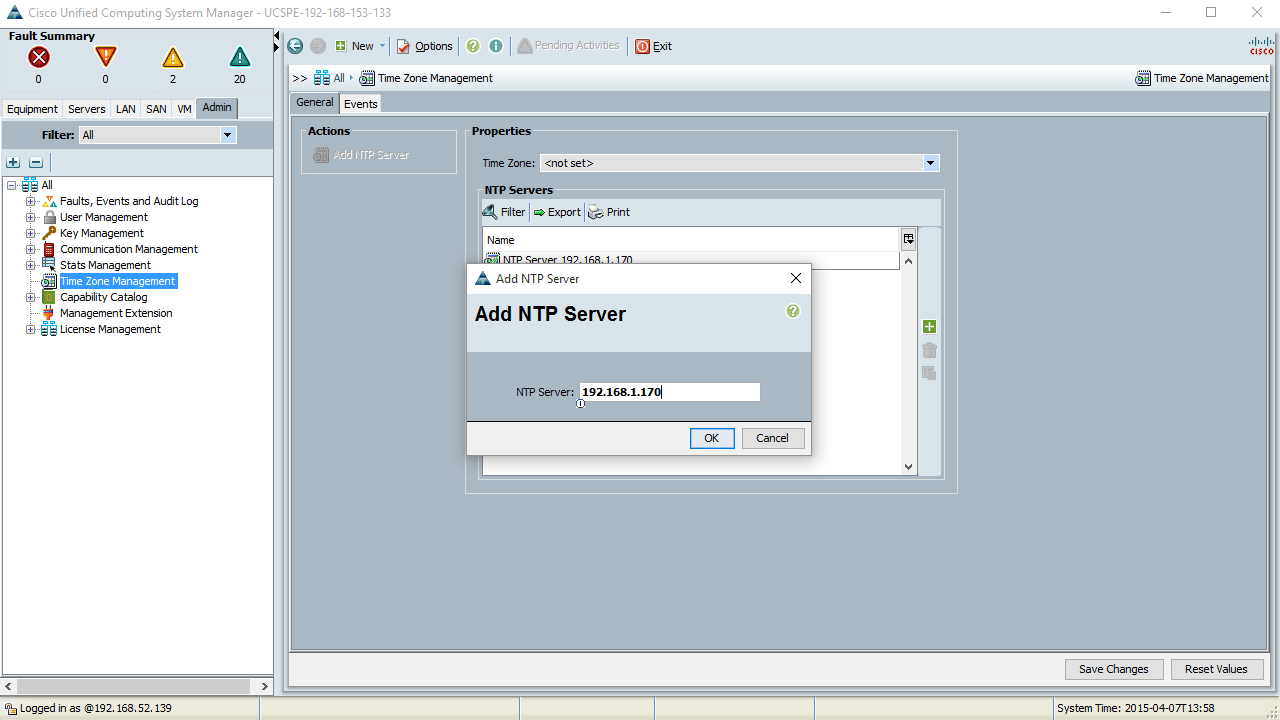 Cisco Unified Computing System Manager - UCSPE-192-168-153-133
Fault Summary
0 0 2 20
New Options Pending Activities Exit
CISCO
>> All Time Zone Management Time Zone Management
Equipment Servers LAN SAN VM Admin
General Events
Filter: All
All
Faults, Events and Audit Log
User Management
Key Management
Communication Management
Stats Management
Time Zone Management
Capability Catalog
Management Extension
License Management
Actions
Add NTP Server
Properties
Time Zone: <not set>
NTP Servers
Filter Export Print
Name
NTP Server 192.168.1.170
Add NTP Server
Add NTP Server
NTP Server: 192.168.1.170
OK Cancel
Save Changes Reset Values
Logged in as @192.168.52.139
System Time: 2015-04-07T13:58